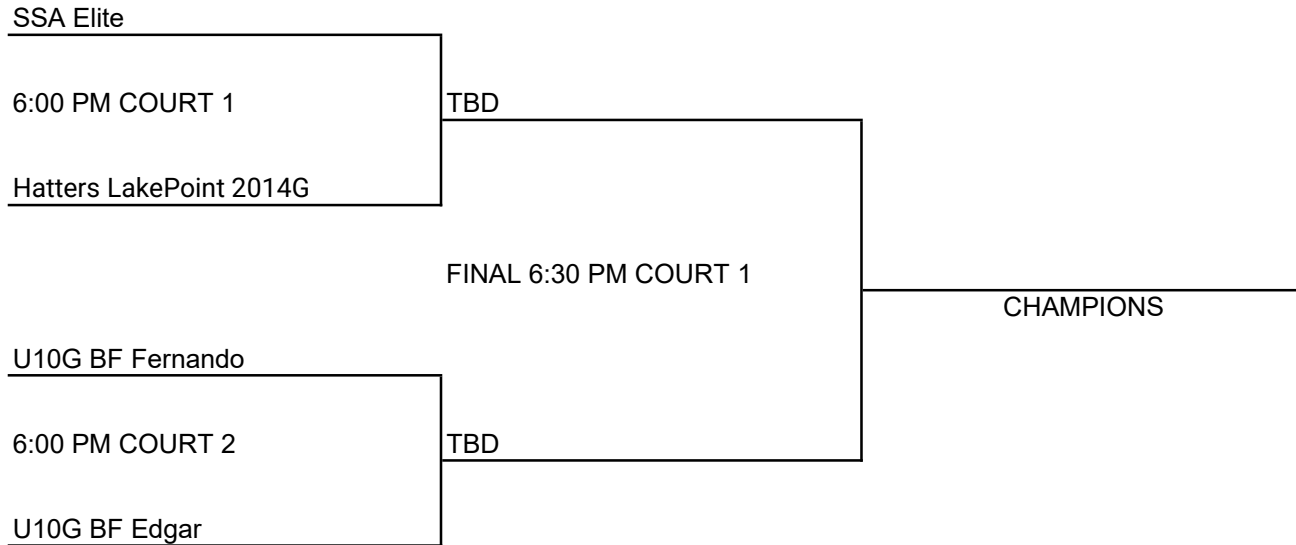 SSA Elite
6:00 PM COURT 1
TBD
Hatters LakePoint 2014G
FINAL 6:30 PM COURT 1
CHAMPIONS
U10G BF Fernando
6:00 PM COURT 2
TBD
U10G BF Edgar